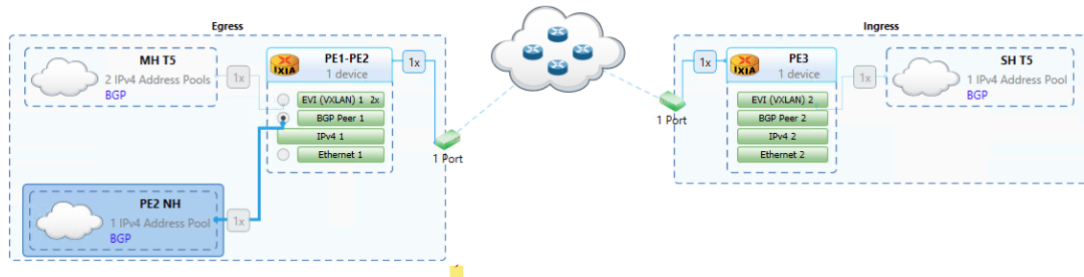 Egress
MH T5
2 IPv4 Address Pools
BGP
1x
IXIA
PE1-PE2
1 device
1x
EVI (VXLAN) 1 2x
BGP Peer 1
IPv4 1
Ethernet 1
1 Port
PE2 NH
1 IPv4 Address Pool
BGP
1x
Ingress
1x
1 Port
IXIA
PE3
1 device
EVI (VXLAN) 2
BGP Peer 2
IPv4 2
Ethernet 2
1x
SH T5
1 IPv4 Address Pool
BGP